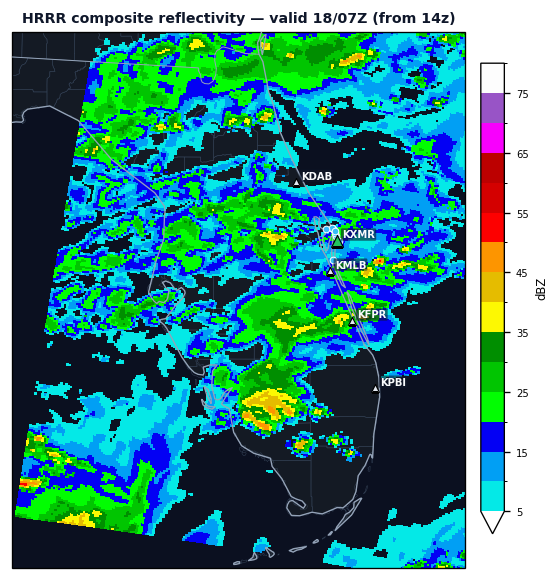 HRRR composite reflectivity — valid 18/07Z (from 14z)
75
65
KDAB
55
KXMR
45
KMLB
dBZ
35
KFPR
25
KPBI
15
5